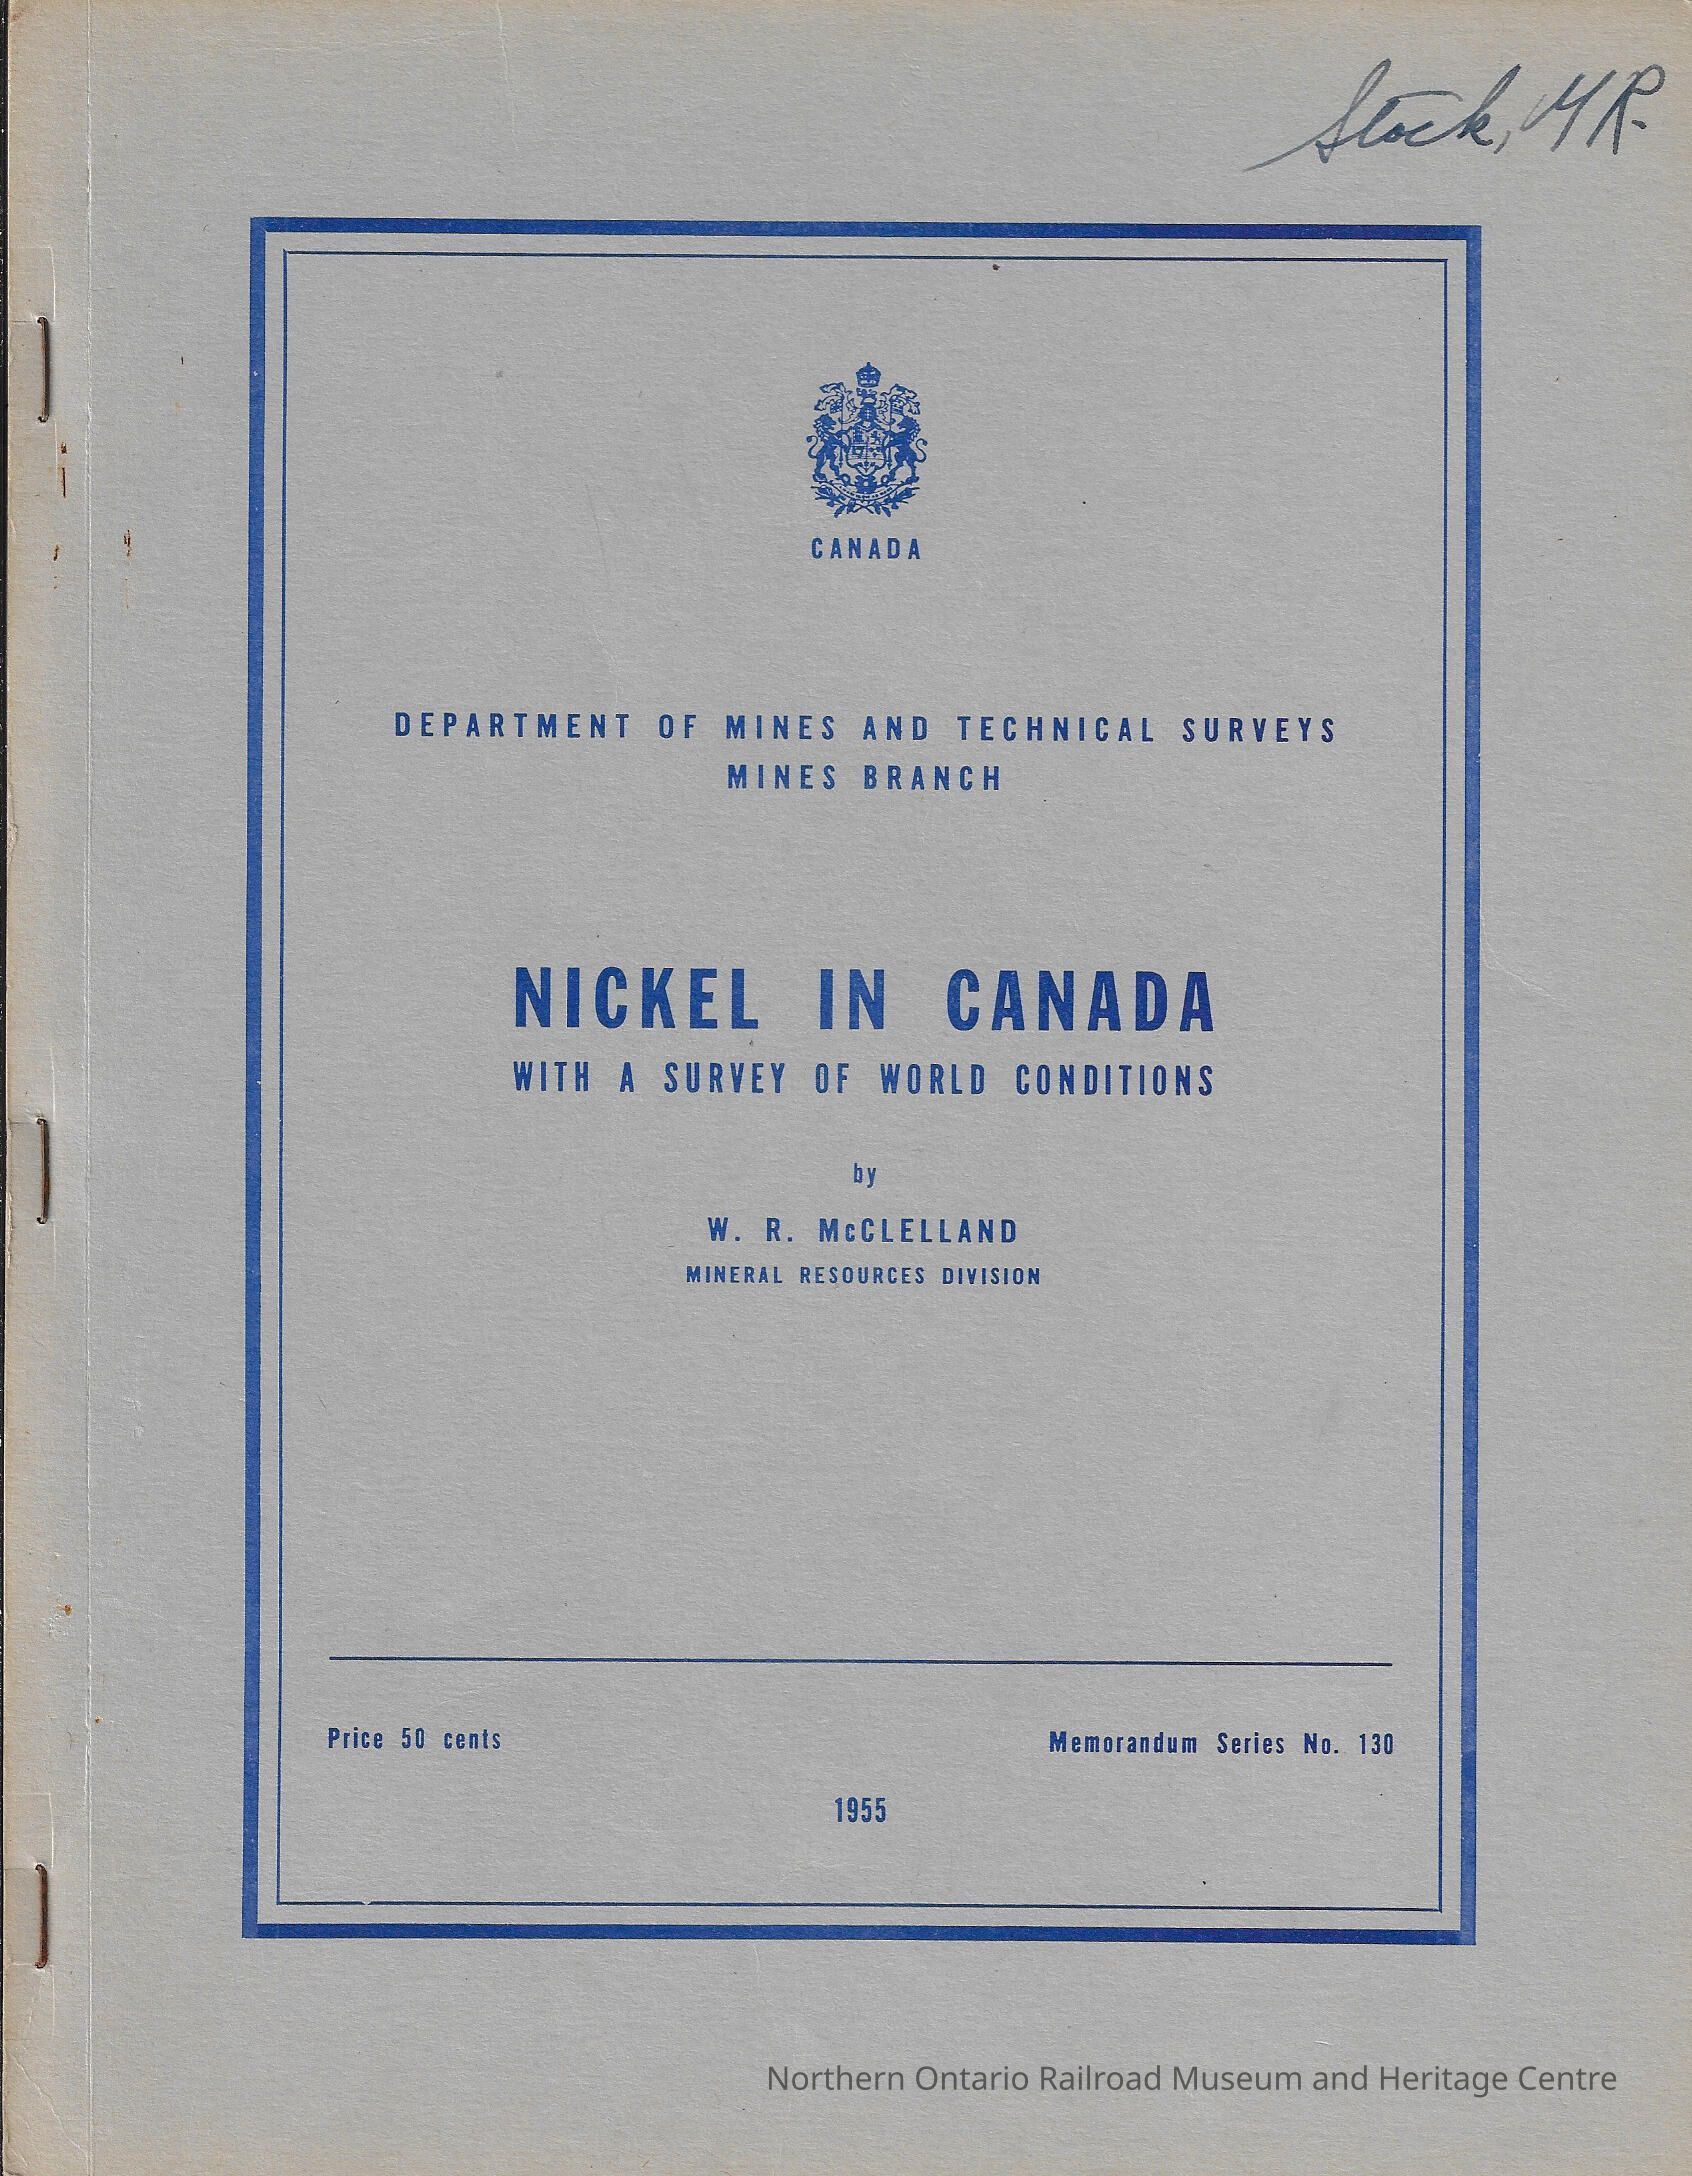 Stock, MR.
CANADA
DEPARTMENT OF MINES AND TECHNICAL SURVEYS
MINES BRANCH
NICKEL IN CANADA
WITH A SURVEY OF WORLD CONDITIONS
by
W. R. McCLELLAND
MINERAL RESOURCES DIVISION
Price 50 cents
Memorandum Series No. 130
1955
Northern Ontario Railroad Museum and Heritage Centre